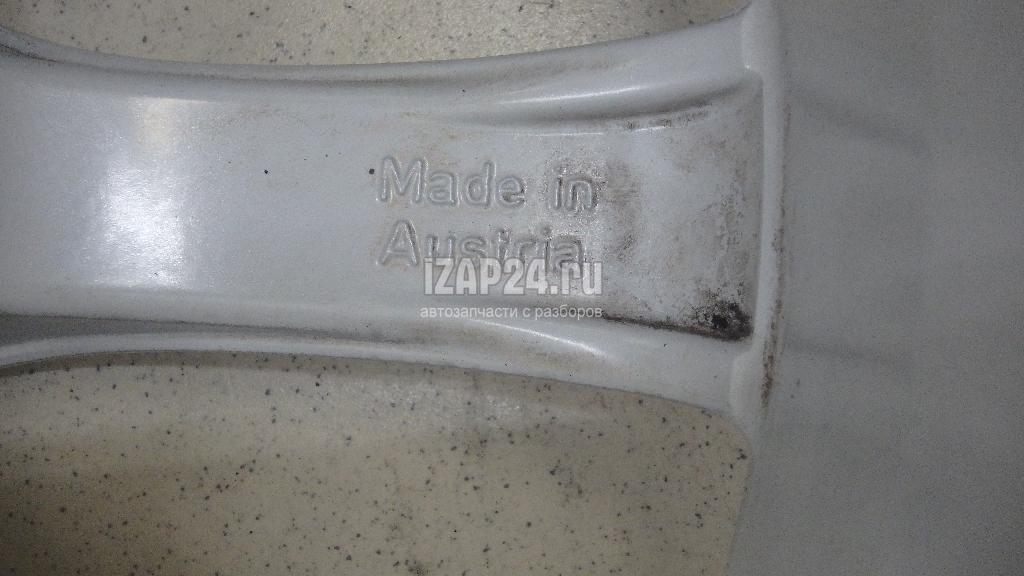 Made in
Austria
IZAP24.ru
автозапчасти с разборов